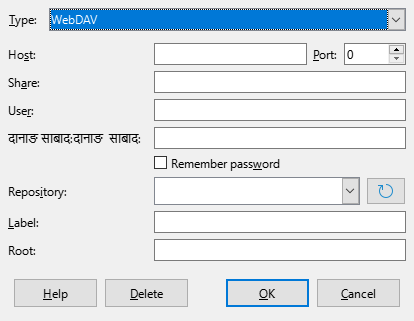 Type: WebDAV
Host: Port: 0
Share:
User:
दानाङ साबाद:दानाङ साबाद:
Remember password
Repository:
Label:
Root:
Help Delete OK Cancel